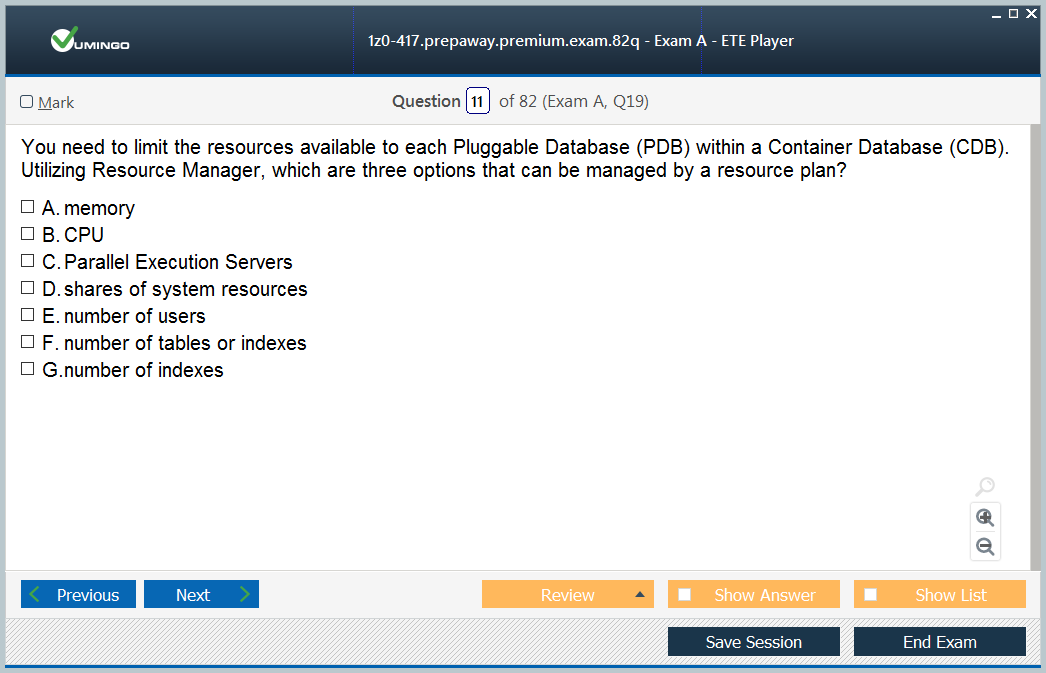 VUMINGO
1z0-417.prepaway.premium.exam.82q - Exam A - ETE Player
Mark
Question 11 of 82 (Exam A, Q19)
You need to limit the resources available to each Pluggable Database (PDB) within a Container Database (CDB).
Utilizing Resource Manager, which are three options that can be managed by a resource plan?
A. memory
B. CPU
C. Parallel Execution Servers
D. shares of system resources
E. number of users
F. number of tables or indexes
G.number of indexes
Previous
Next
Review
Show Answer
Show List
Save Session
End Exam